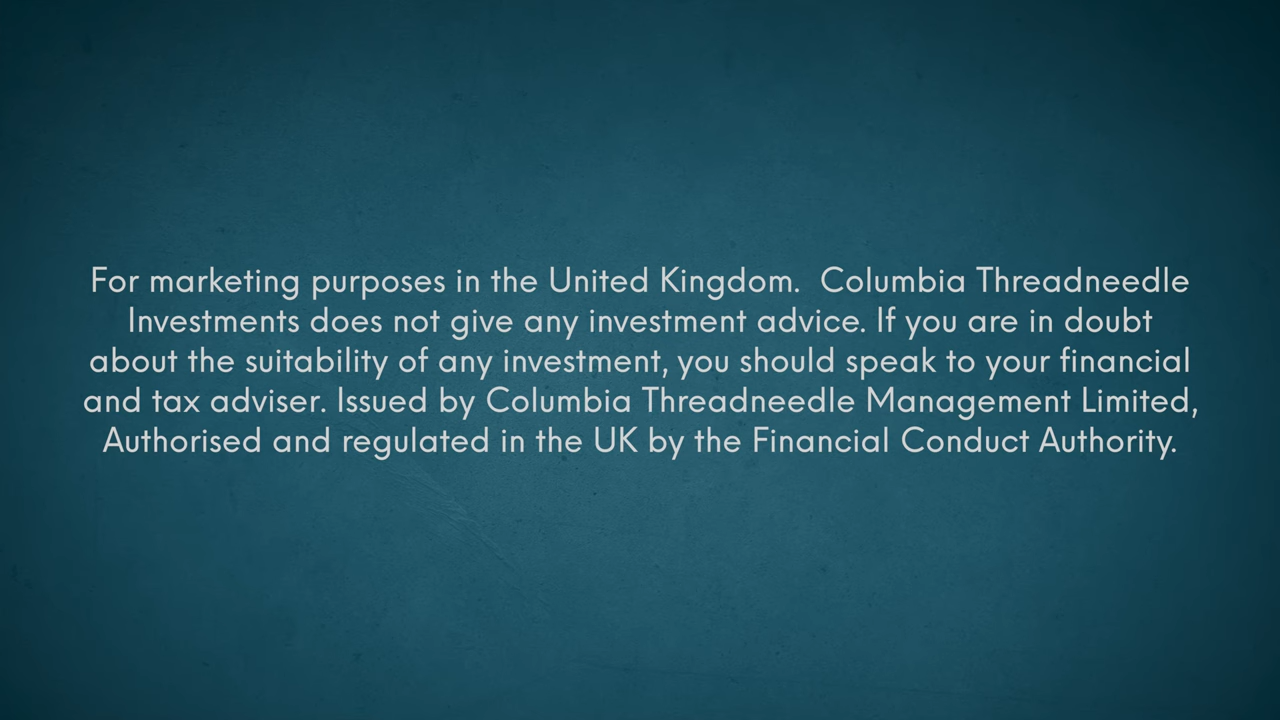 For marketing purposes in the United Kingdom.  Columbia Threadneedle
Investments does not give any investment advice. If you are in doubt
about the suitability of any investment, you should speak to your financial
and tax adviser. Issued by Columbia Threadneedle Management Limited,
Authorised and regulated in the UK by the Financial Conduct Authority.